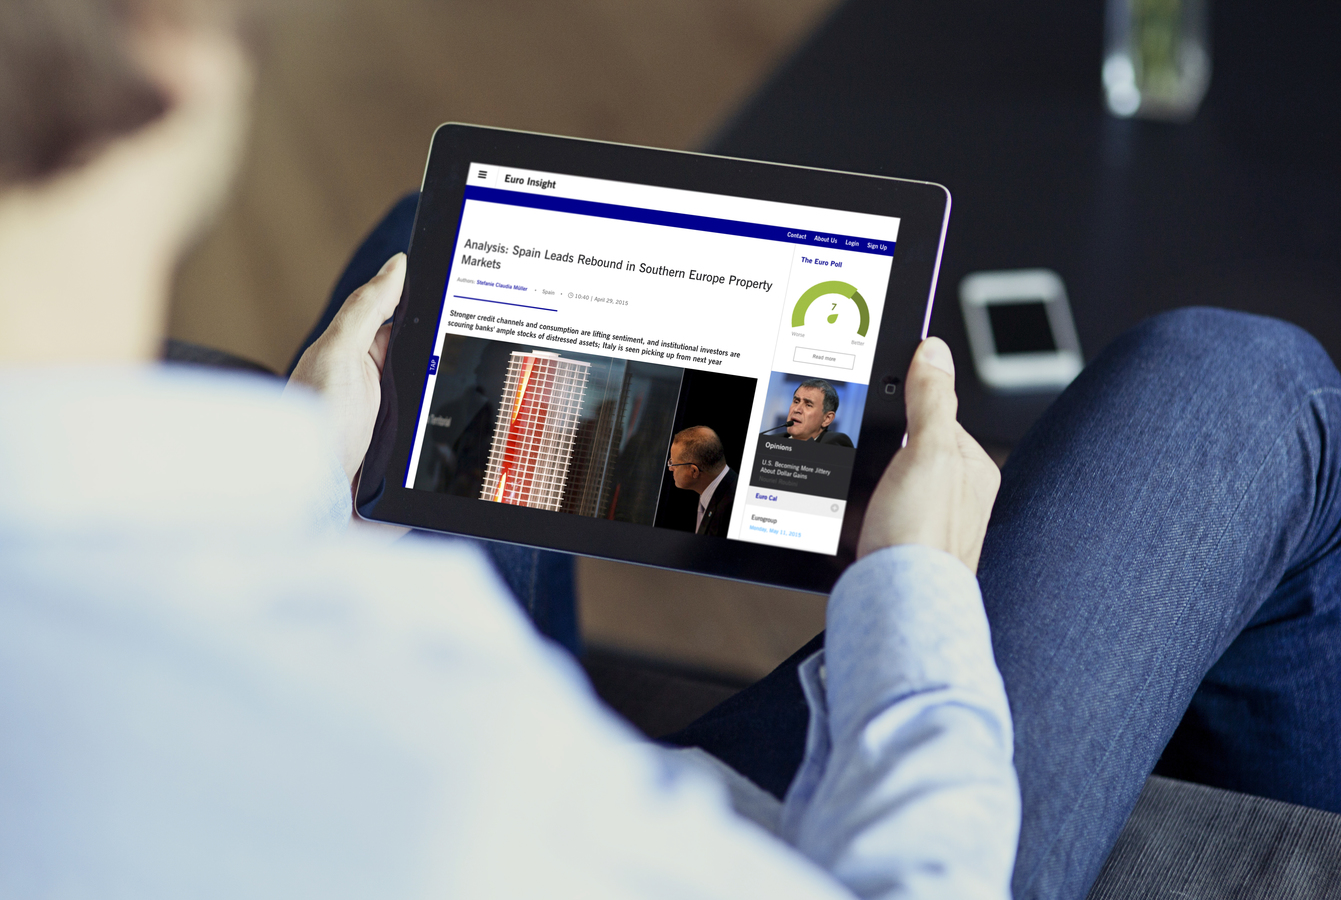 Euro Insight
Contact About Us Login Sign Up
Analysis: Spain Leads Rebound in Southern Europe Property
Markets
Authors: Stefanie Claudia Müller • Spain • 10:40 | April 29, 2015
Stronger credit channels and consumption are lifting sentiment, and institutional investors are
scouring banks' ample stocks of distressed assets; Italy is seen picking up from next year
TAP
The Euro Poll
7
Worse Better
Read more
Opinions
U.S. Becoming More Jittery
About Dollar Gains
Euro Cal
Eurogroup
Monday, May 11, 2015